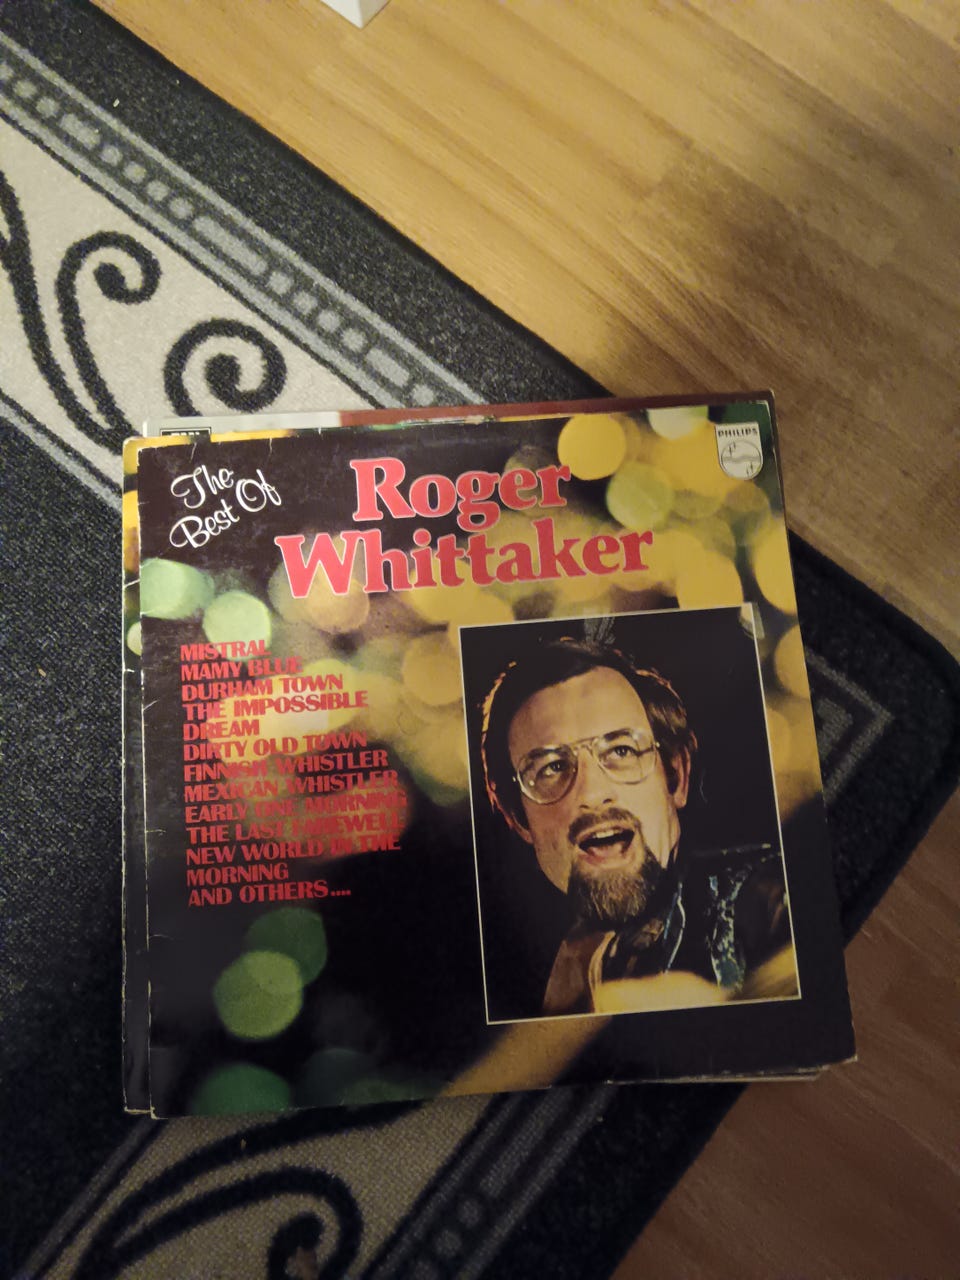 The
Best Of
Roger
Whittaker
PHILIPS
MISTRAL
MAMY BLUE
DURHAM TOWN
THE IMPOSSIBLE
DREAM
DIRTY OLD TOWN
FINNISH WHISTLER
MEXICAN WHISTLER
EARLY ONE MORNING
THE LAST FAREWELL
NEW WORLD IN THE
MORNING
AND OTHERS....